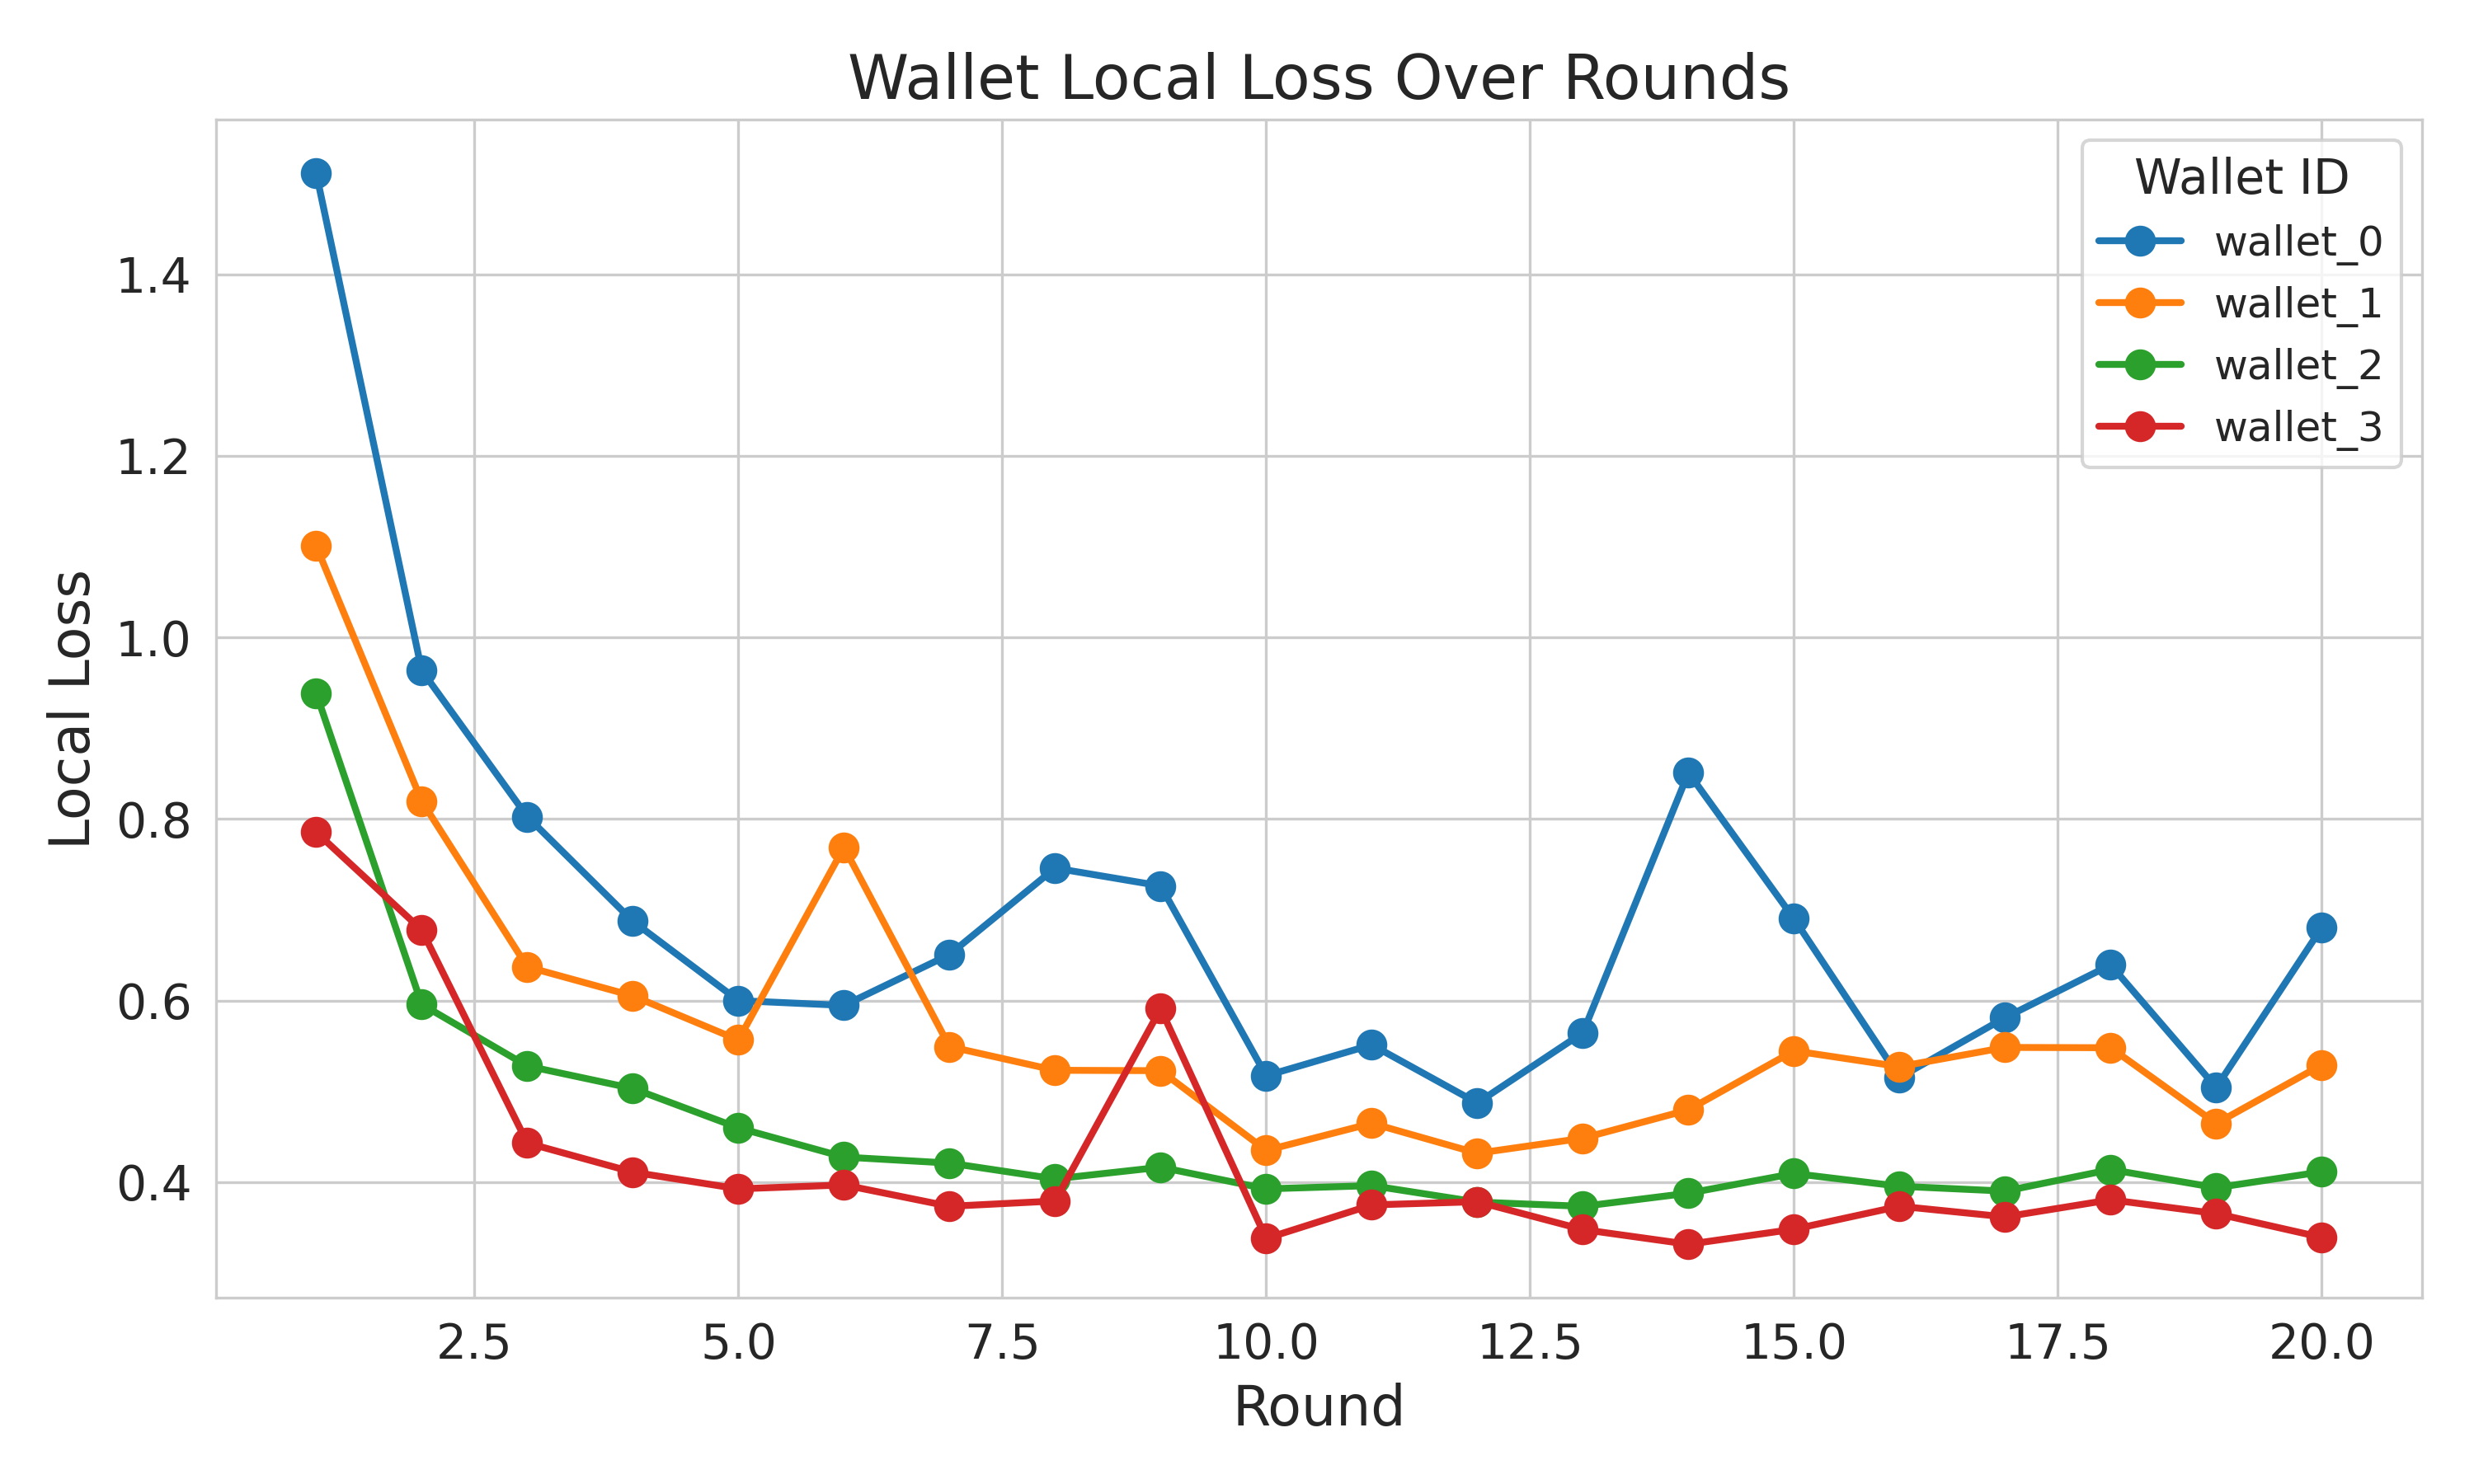 Wallet Local Loss Over Rounds
Wallet ID
wallet_0
wallet_1
wallet_2
wallet_3
Local Loss
1.4
1.2
1.0
0.8
0.6
0.4
2.5 5.0 7.5 10.0 12.5 15.0 17.5 20.0
Round